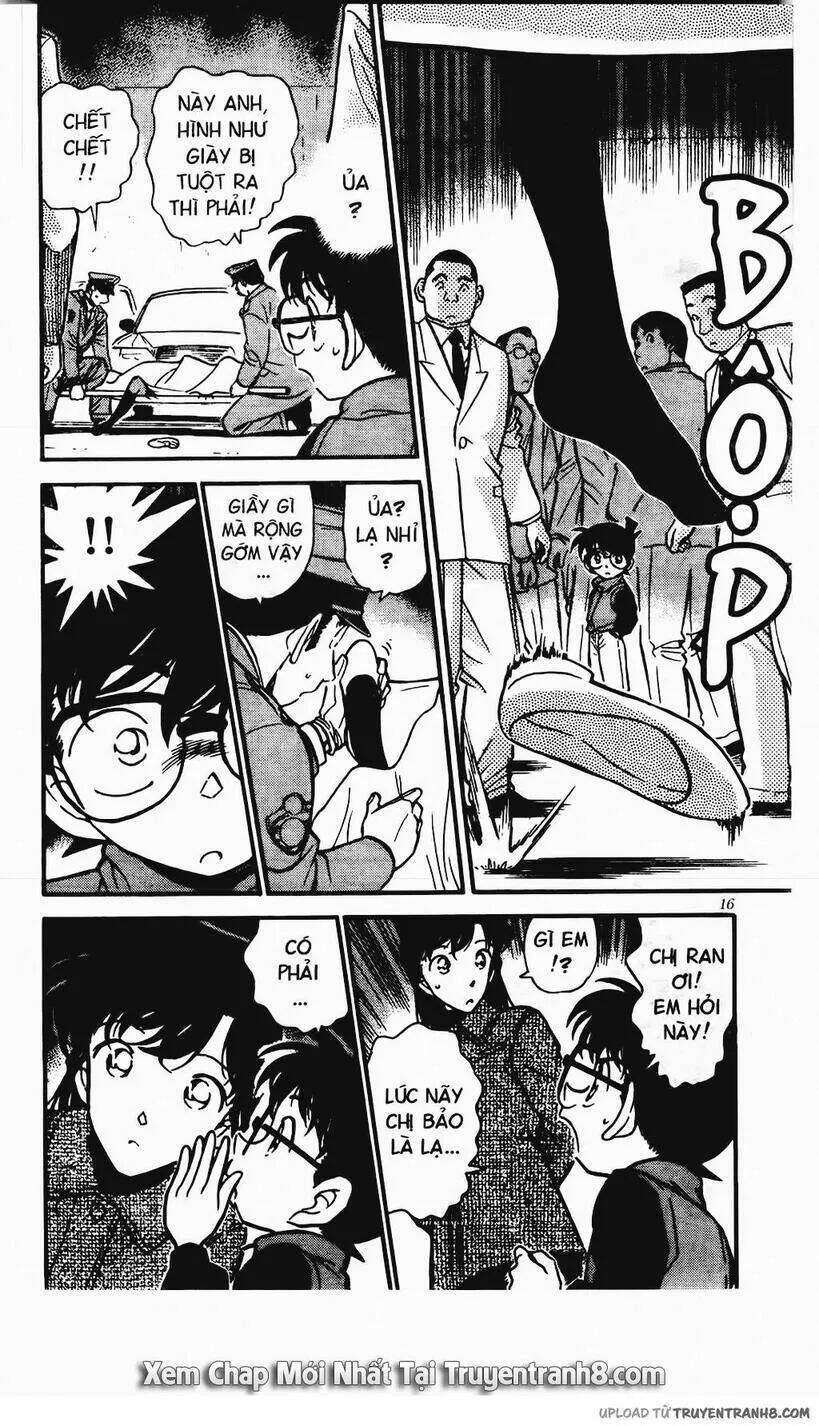 BỘP
ỦA
?
NÀY ANH,
HÌNH NHƯ
GIÀY BỊ
TUỘT RA
THÌ PHẢI!
CHẾT
CHẾT
!!
ỦA?
LẠ NHỈ
?
GIẦY GÌ
MÀ RỘNG
GỚM VẬY
...
!!
16
CHỊ RAN
ƠI!
EM HỎI
NÀY!
GÌ EM
!?
LÚC NÃY
CHỊ BẢO
LÀ LẠ...
CÓ
PHẢI
...
Xem Chap Mới Nhất Tại Truyentranh8.com
UPLOAD TỪ TRUYENTRANH8.COM